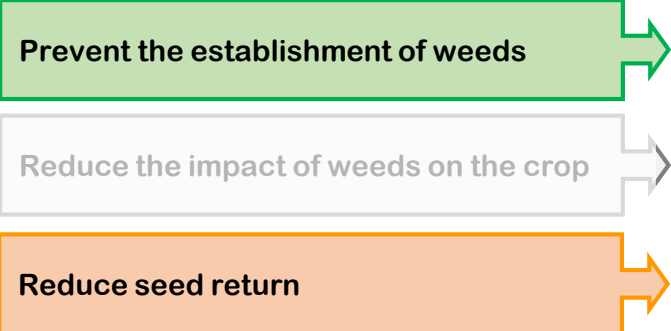 Prevent the establishment of weeds
Reduce the impact of weeds on the crop
Reduce seed return